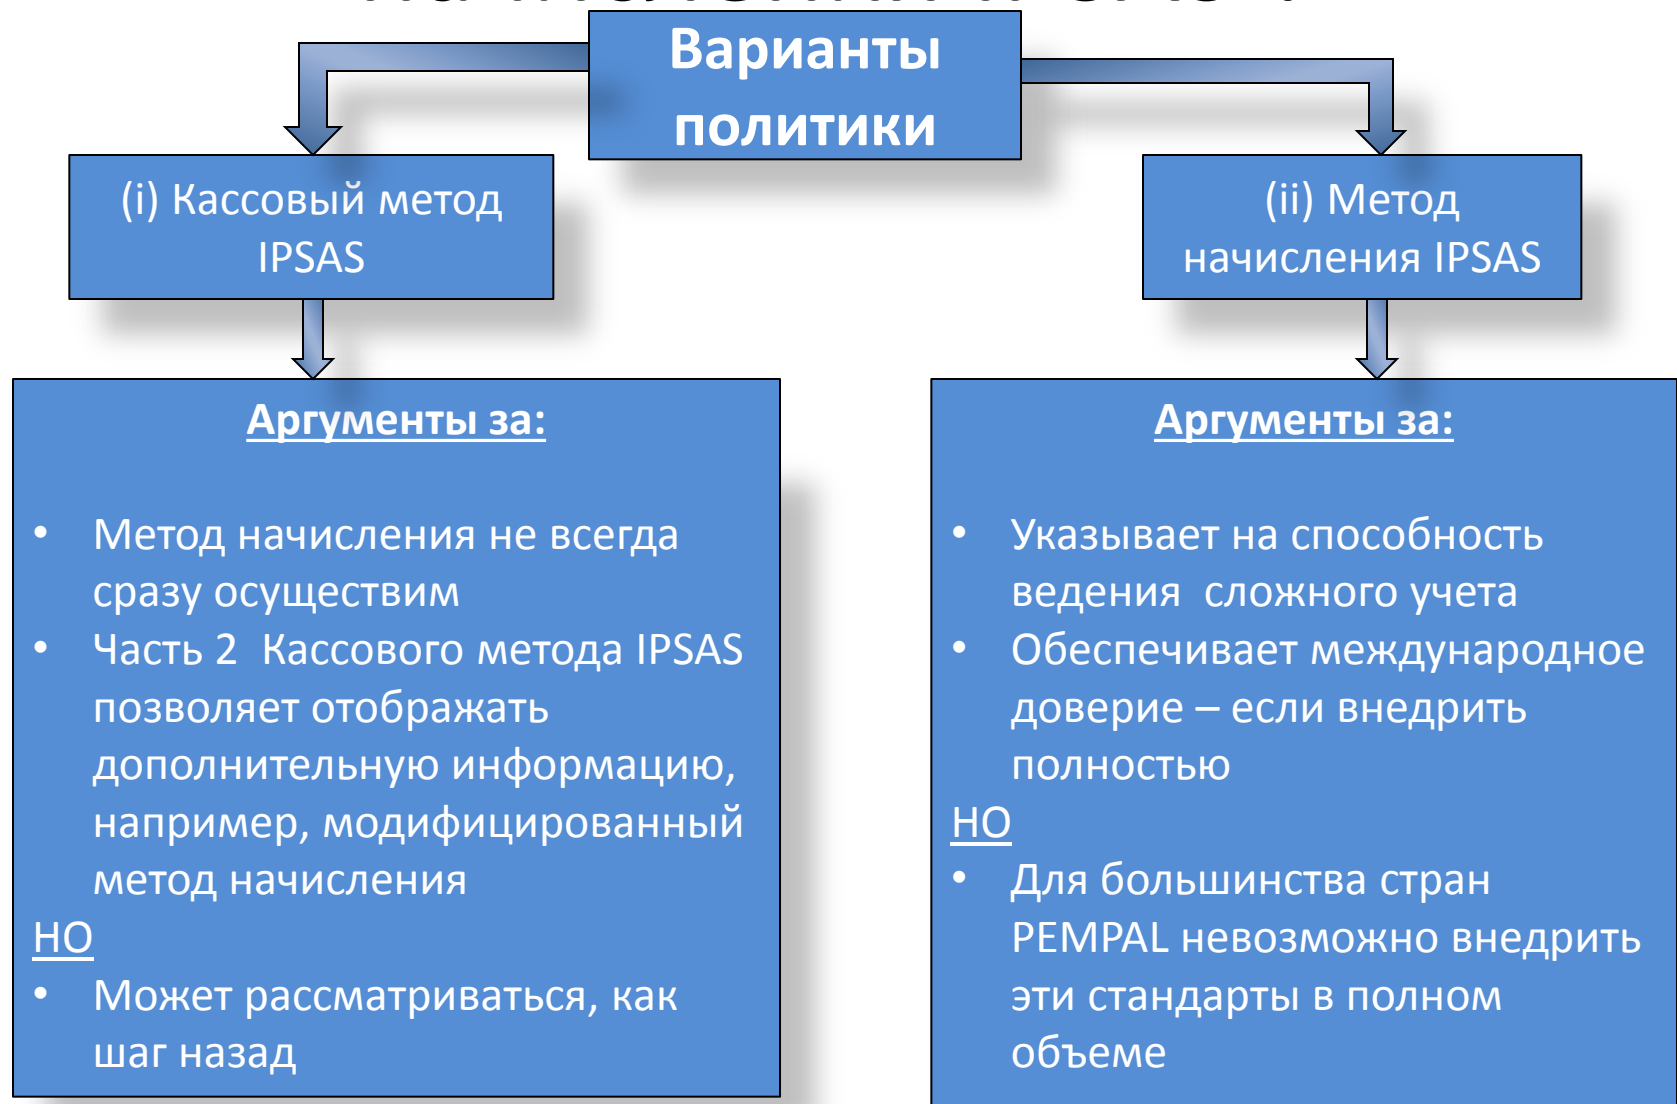 Варианты
политики
(i) Кассовый метод
IPSAS
(ii) Метод
начисления IPSAS
Аргументы за:
• Метод начисления не всегда
сразу осуществим
• Часть 2 Кассового метода IPSAS
позволяет отображать
дополнительную информацию,
например, модифицированный
метод начисления
НО
• Может рассматриваться, как
шаг назад
Аргументы за:
• Указывает на способность
ведения сложного учета
• Обеспечивает международное
доверие – если внедрить
полностью
НО
• Для большинства стран
PEMPAL невозможно внедрить
эти стандарты в полном
объеме